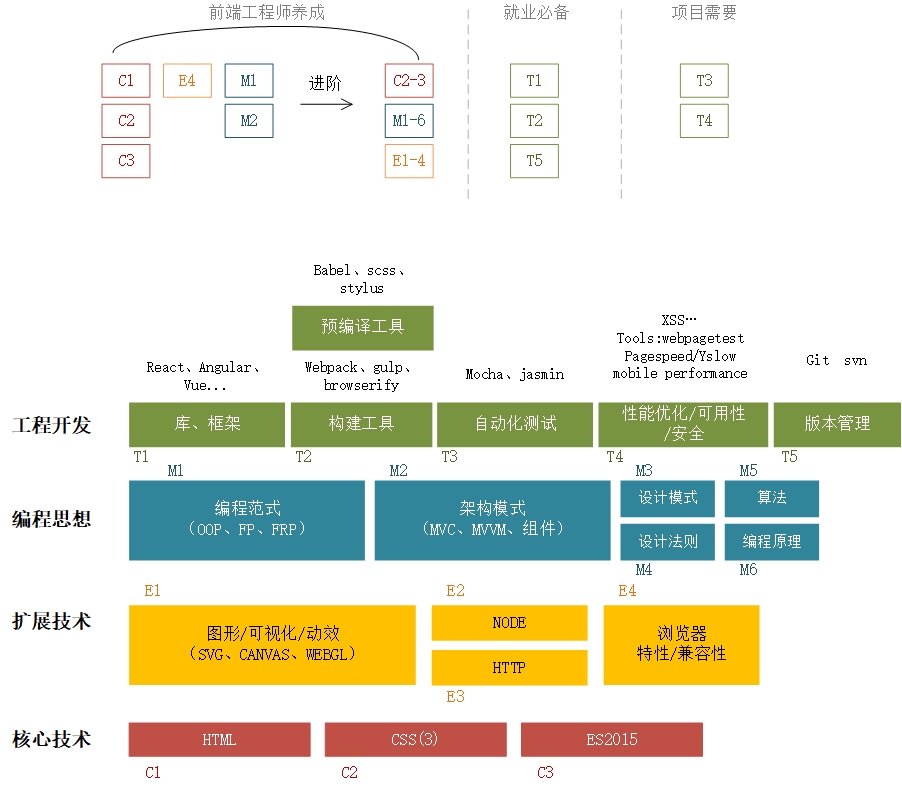 前端工程师养成
就业必备
项目需要
C1
E4
M1
进阶
C2-3
T1
T3
C2
M2
M1-6
T2
T4
C3
E1-4
T5
Babel、scss、
stylus
预编译工具
React、Angular、
Vue...
Webpack、gulp、
browserify
Mocha、jasmin
XSS…
Tools:webpagetest
Pagespeed/Yslow
mobile performance
Git svn
工程开发
库、框架
构建工具
自动化测试
性能优化/可用性
/安全
版本管理
T1
T2
T3
T4
T5
M1
M2
M3
M5
编程思想
编程范式
（OOP、FP、FRP）
架构模式
（MVC、MVVM、组件）
设计模式
算法
设计法则
编程原理
M4
M6
E1
E2
E4
扩展技术
图形/可视化/动效
（SVG、CANVAS、WEBGL）
NODE
HTTP
浏览器
特性/兼容性
E3
核心技术
HTML
CSS(3)
ES2015
C1
C2
C3